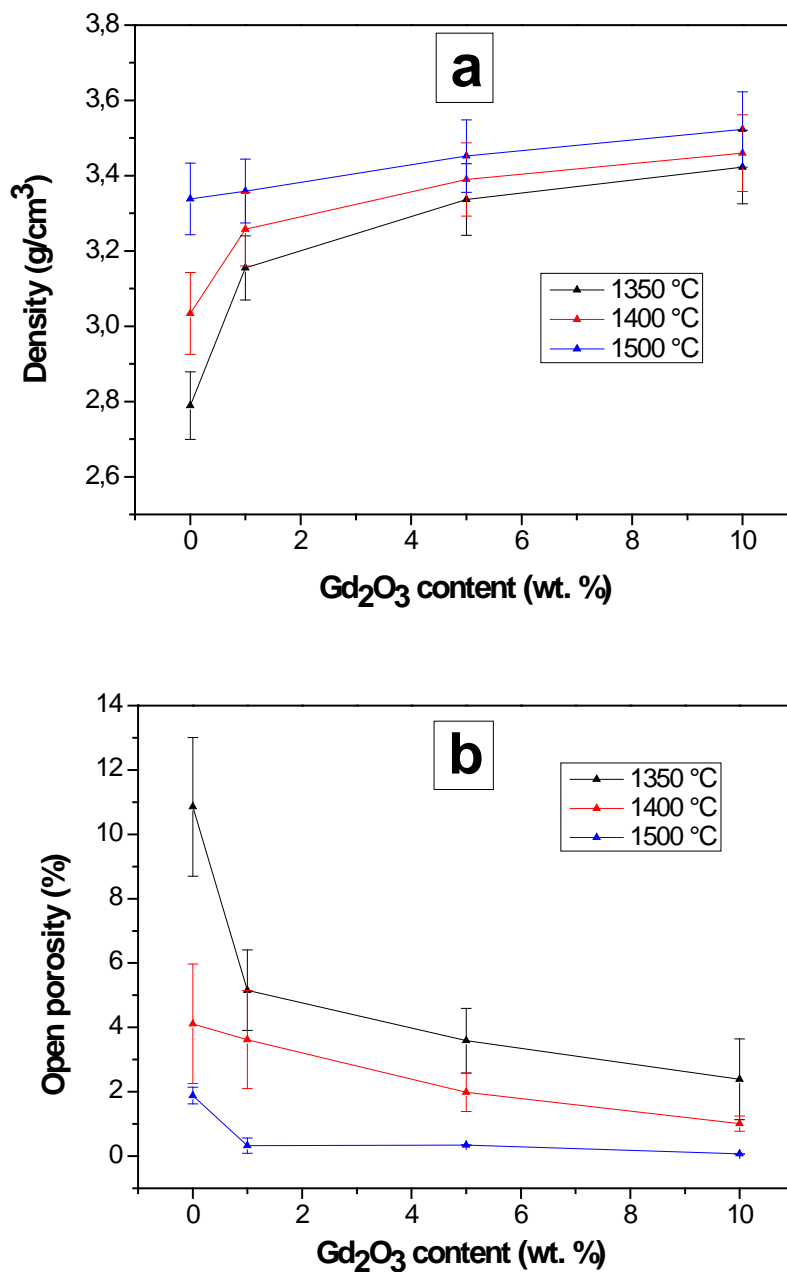 3,8
3,6
3,4
3,2
3,0
2,8
2,6
Density (g/cm³)
a
1350 °C
1400 °C
1500 °C
0 2 4 6 8 10
Gd₂O₃ content (wt. %)
14
12
10
8
6
4
2
0
Open porosity (%)
b
1350 °C
1400 °C
1500 °C
0 2 4 6 8 10
Gd₂O₃ content (wt. %)